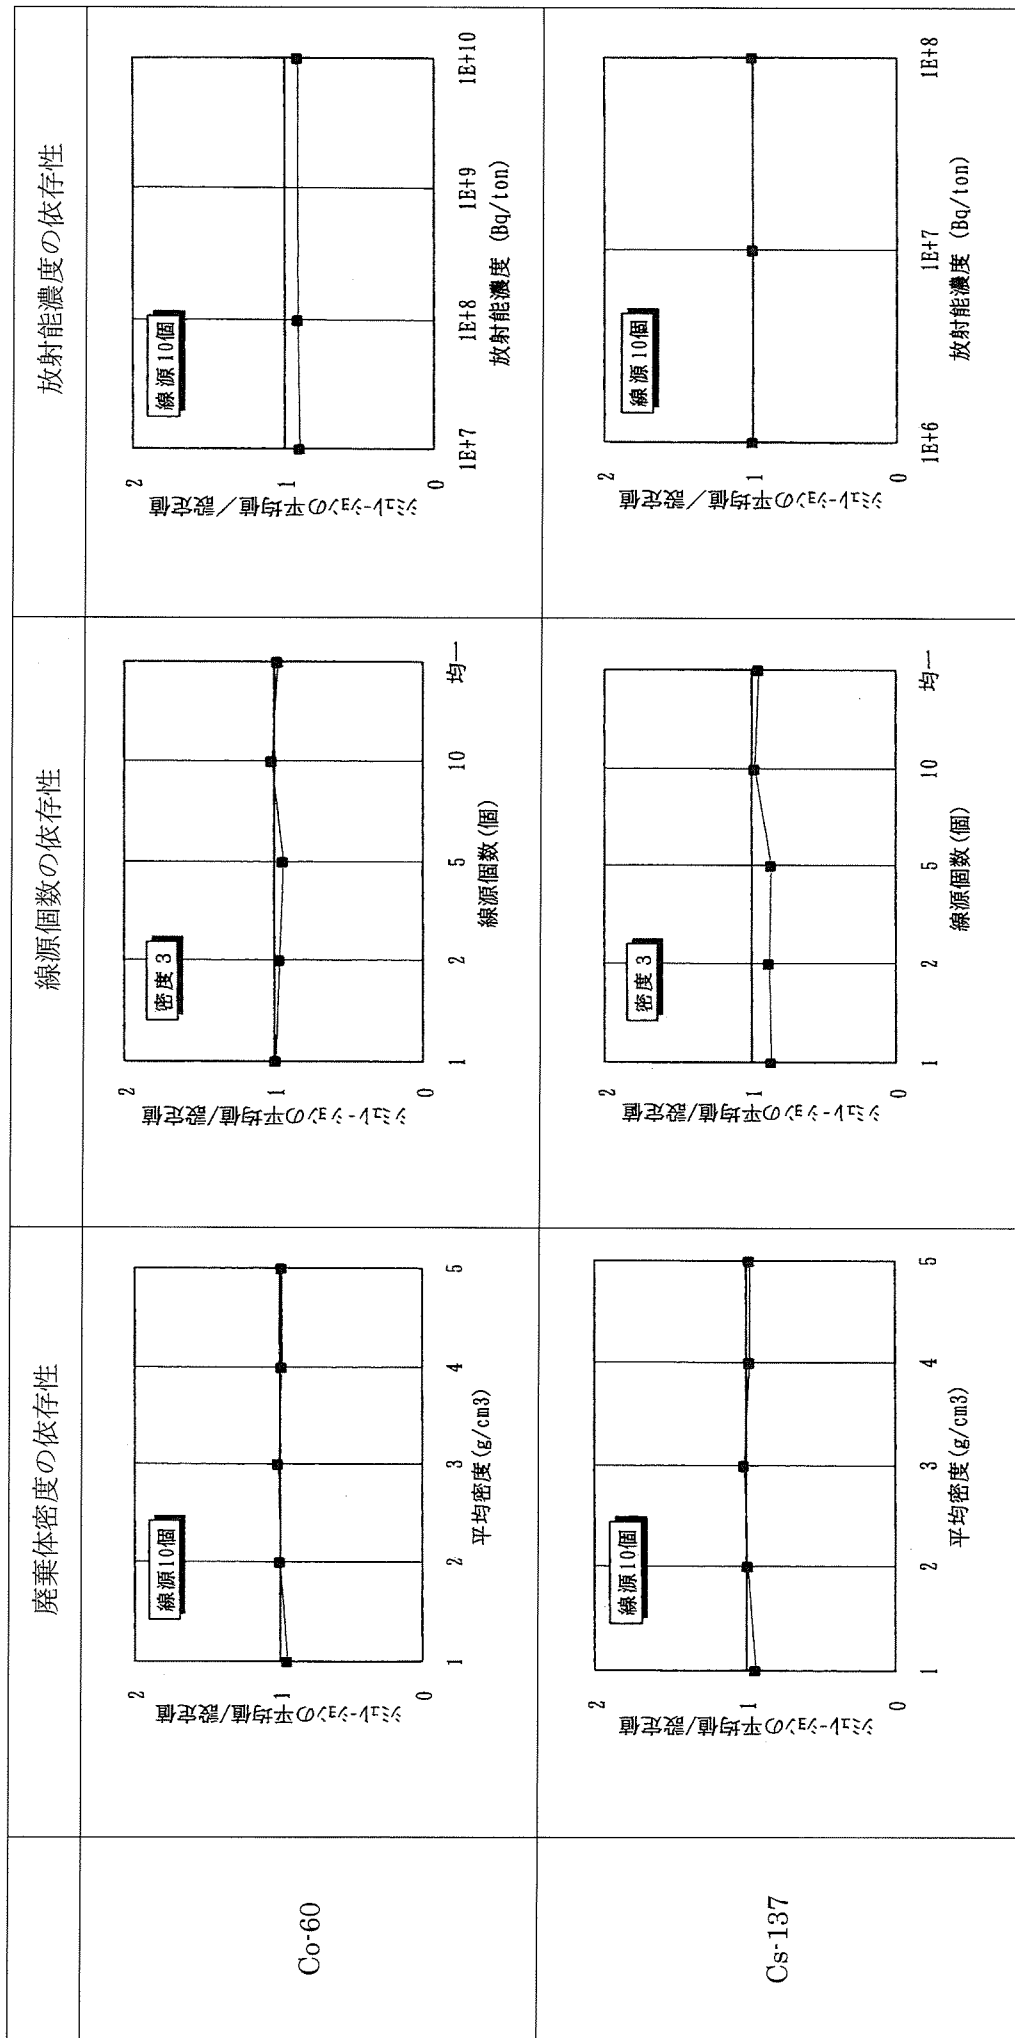 廃棄体密度の依存性
線源個数の依存性
放射能濃度の依存性
Co-60
シミュレーションの平均値/設定値
2
1
0
線源10個
1
2
3
4
5
平均密度(g/cm3)
シミュレーションの平均値/設定値
2
1
0
密度3
1
2
5
10
均一
線源個数(個)
シミュレーションの平均値/設定値
2
1
0
線源10個
1E+7
1E+8
1E+9
1E+10
放射能濃度 (Bq/ton)
Cs-137
シミュレーションの平均値/設定値
2
1
0
線源10個
1
2
3
4
5
平均密度(g/cm3)
シミュレーションの平均値/設定値
2
1
0
密度3
1
2
5
10
均一
線源個数(個)
シミュレーションの平均値/設定値
2
1
0
線源10個
1E+6
1E+7
1E+8
放射能濃度 (Bq/ton)